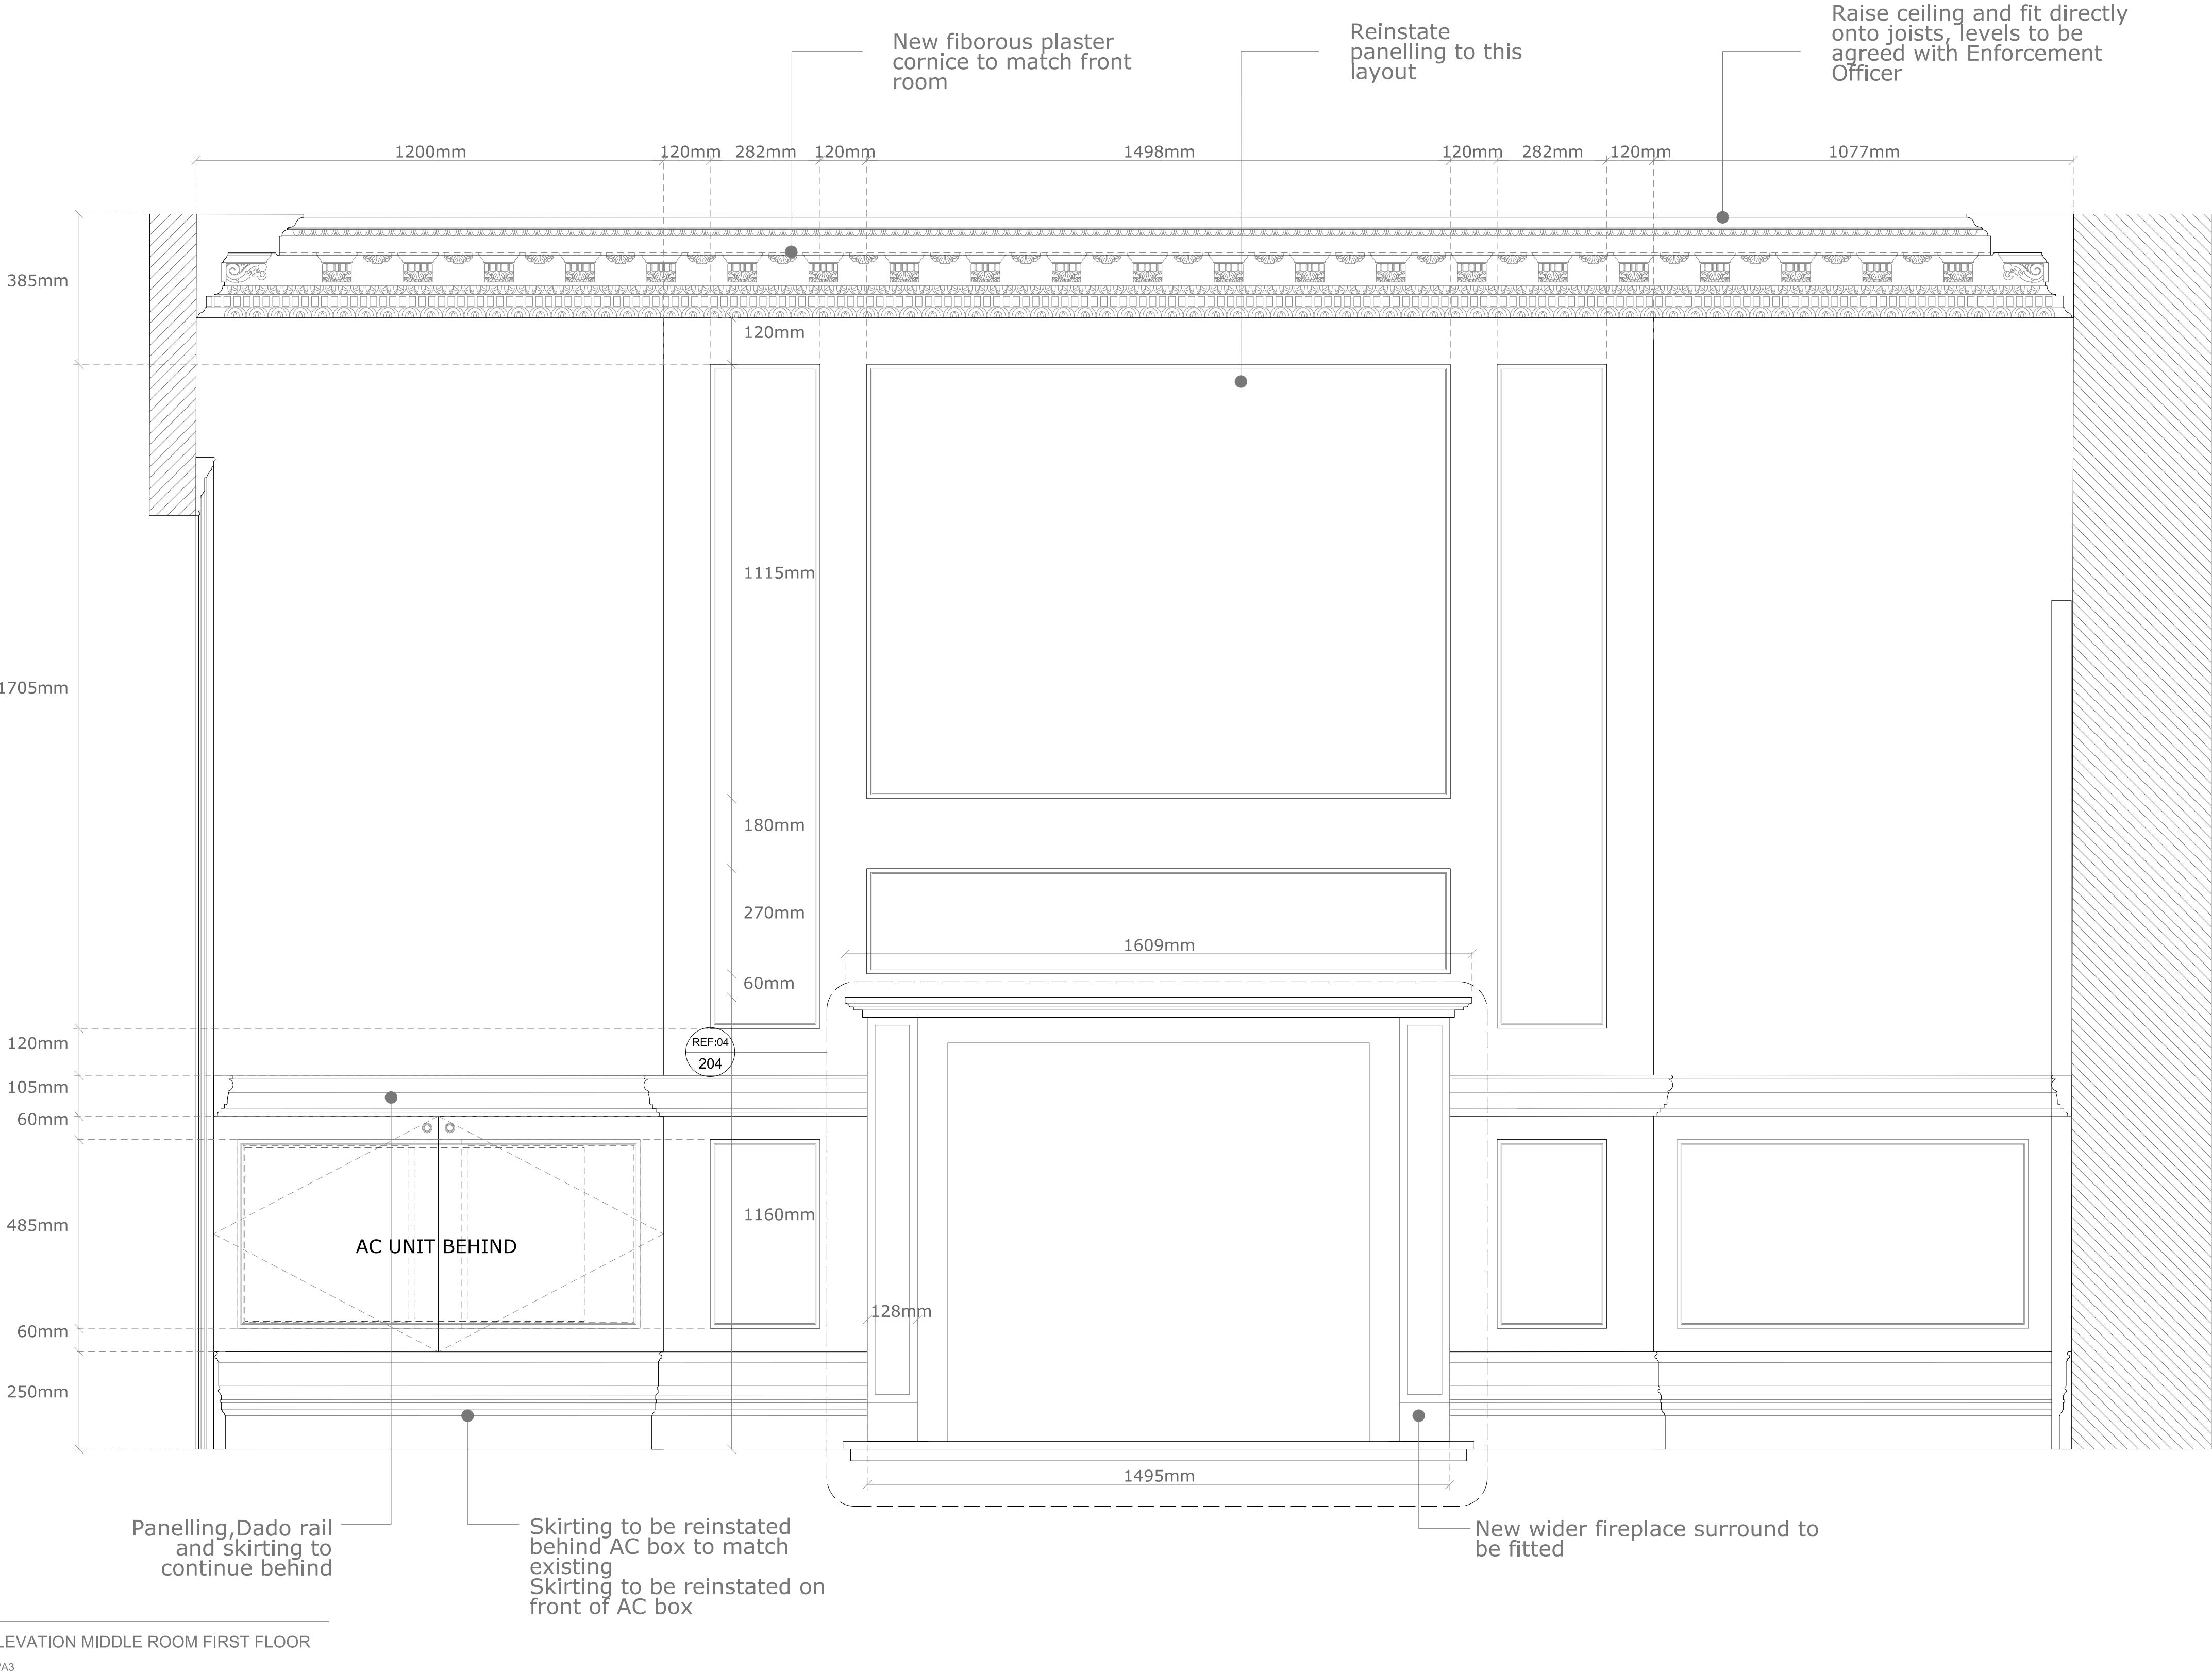 New fiborous plaster
cornice to match front
room
Reinstate
panelling to this
layout
Raise ceiling and fit directly
onto joists, levels to be
agreed with Enforcement
Officer
1200mm
120mm
282mm
120mm
1498mm
120mm
282mm
120mm
1077mm
385mm
1705mm
120mm
105mm
60mm
485mm
60mm
250mm
120mm
1115mm
180mm
270mm
60mm
1160mm
1609mm
REF:04
204
AC UNIT BEHIND
128mm
1495mm
Panelling,Dado rail
and skirting to
continue behind
Skirting to be reinstated
behind AC box to match
existing
Skirting to be reinstated on
front of AC box
New wider fireplace surround to
be fitted
LEVATION MIDDLE ROOM FIRST FLOOR
/A3